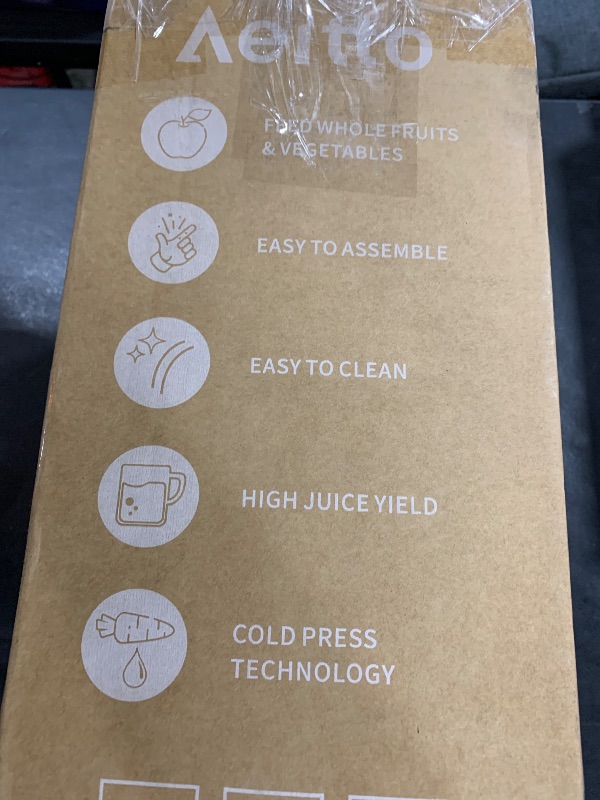 Aeitto
FEED WHOLE FRUITS
& VEGETABLES
EASY TO ASSEMBLE
EASY TO CLEAN
HIGH JUICE YIELD
COLD PRESS
TECHNOLOGY